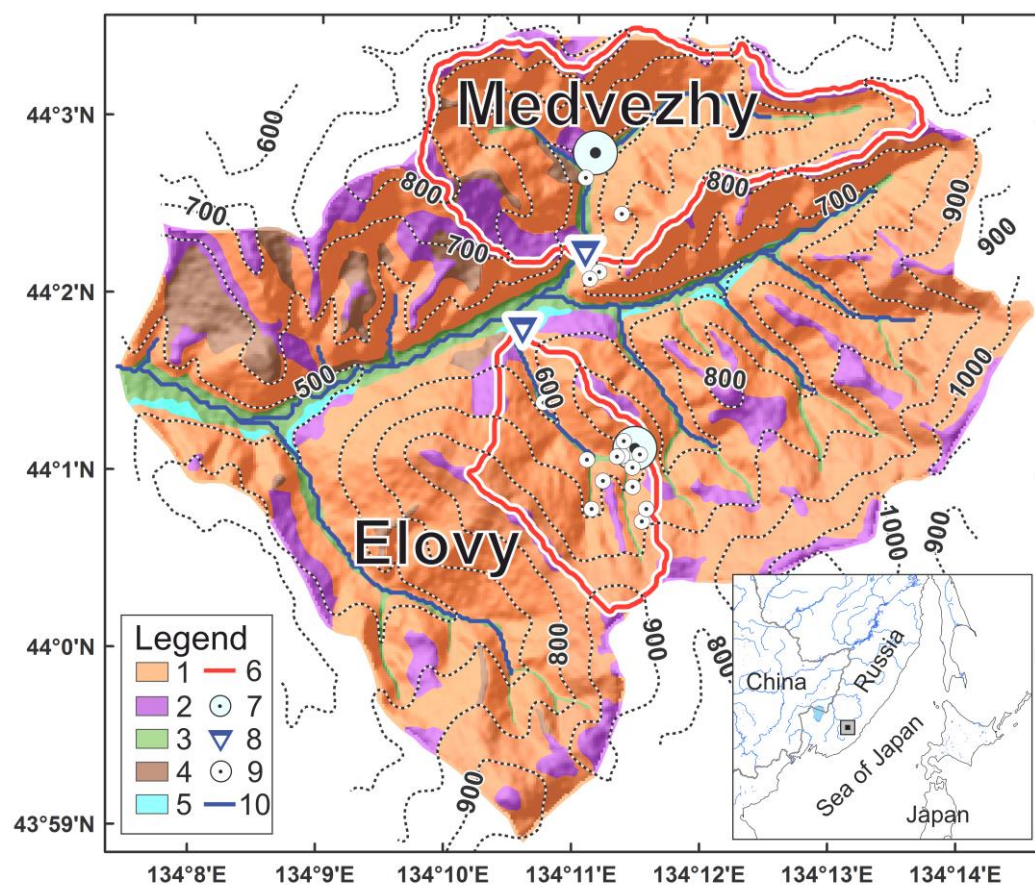 44°3'N
44°2'N
44°1'N
44°0'N
43°59'N
134°8'E
134°9'E
134°10'E
134°11'E
134°12'E
134°13'E
134°14'E
Medvezhy
Elovy
600
700
800
700
800
700
900
900
500
600
800
1000
1000
900
800
900
800
900
Legend
1
2
3
4
5
6
7
8
9
10
China
Russia
Sea of Japan
Japan